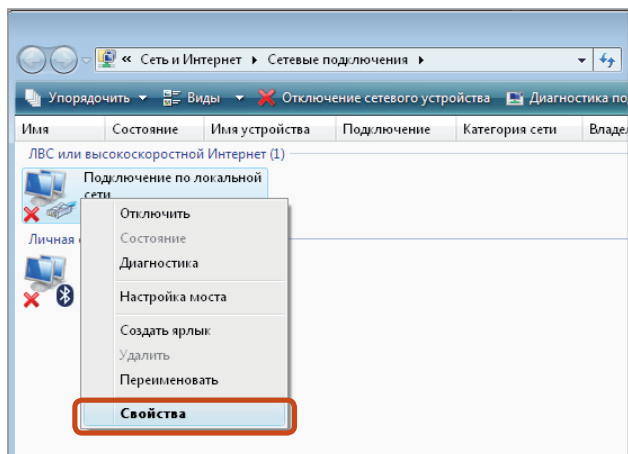 « Сеть и Интернет ▸ Сетевые подключения ▸
Упорядочить Виды Отключение сетевого устройства Диагностика по
Имя Состояние Имя устройства Подключение Категория сети Владел
ЛВС или высокоскоростной Интернет (1)
Подключение по локальной
сети
Отключить
Личная
Состояние
Диагностика
Настройка моста
Создать ярлык
Удалить
Переименовать
Свойства